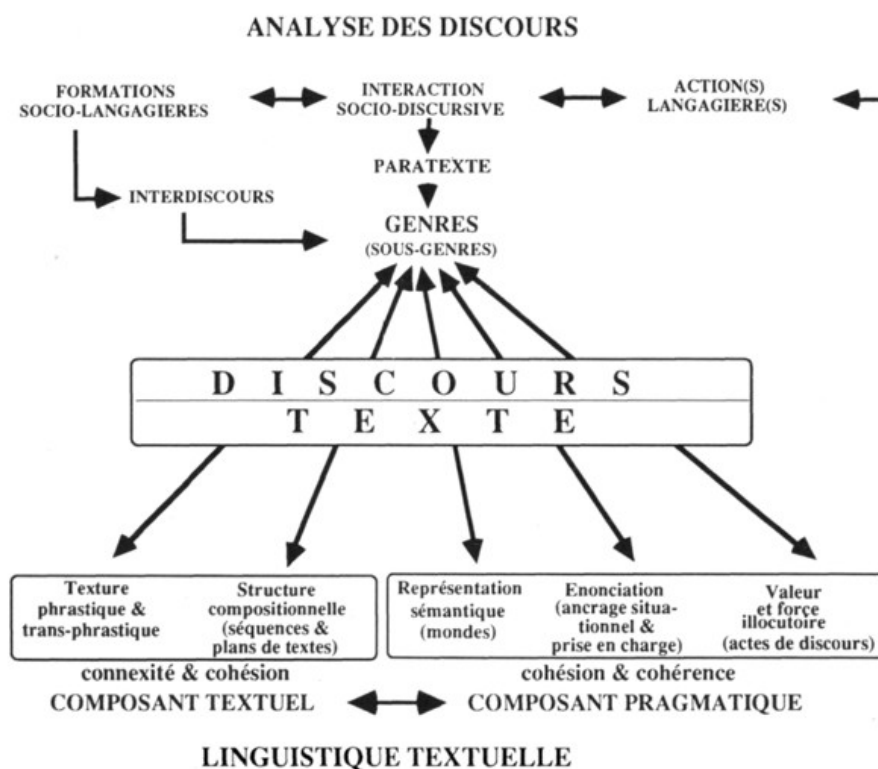 ANALYSE DES DISCOURS
FORMATIONS
SOCIO-LANGAGIERES
INTERACTION
SOCIO-DISCURSIVE
ACTION(S)
LANGAGIERE(S)
PARATEXTE
INTERDISCOURS
GENRES
(SOUS-GENRES)
D I S C O U R S
T E X T E
Texture
phrastique &
trans-phrastique
Structure
compositionnelle
(séquences &
plans de textes)
Représentation
sémantique
(mondes)
Enonciation
(ancrage situa-
tionnel &
prise en charge)
Valeur
et force
illocutoire
(actes de discours)
connexité & cohésion
cohésion & cohérence
COMPOSANT TEXTUEL
COMPOSANT PRAGMATIQUE
LINGUISTIQUE TEXTUELLE